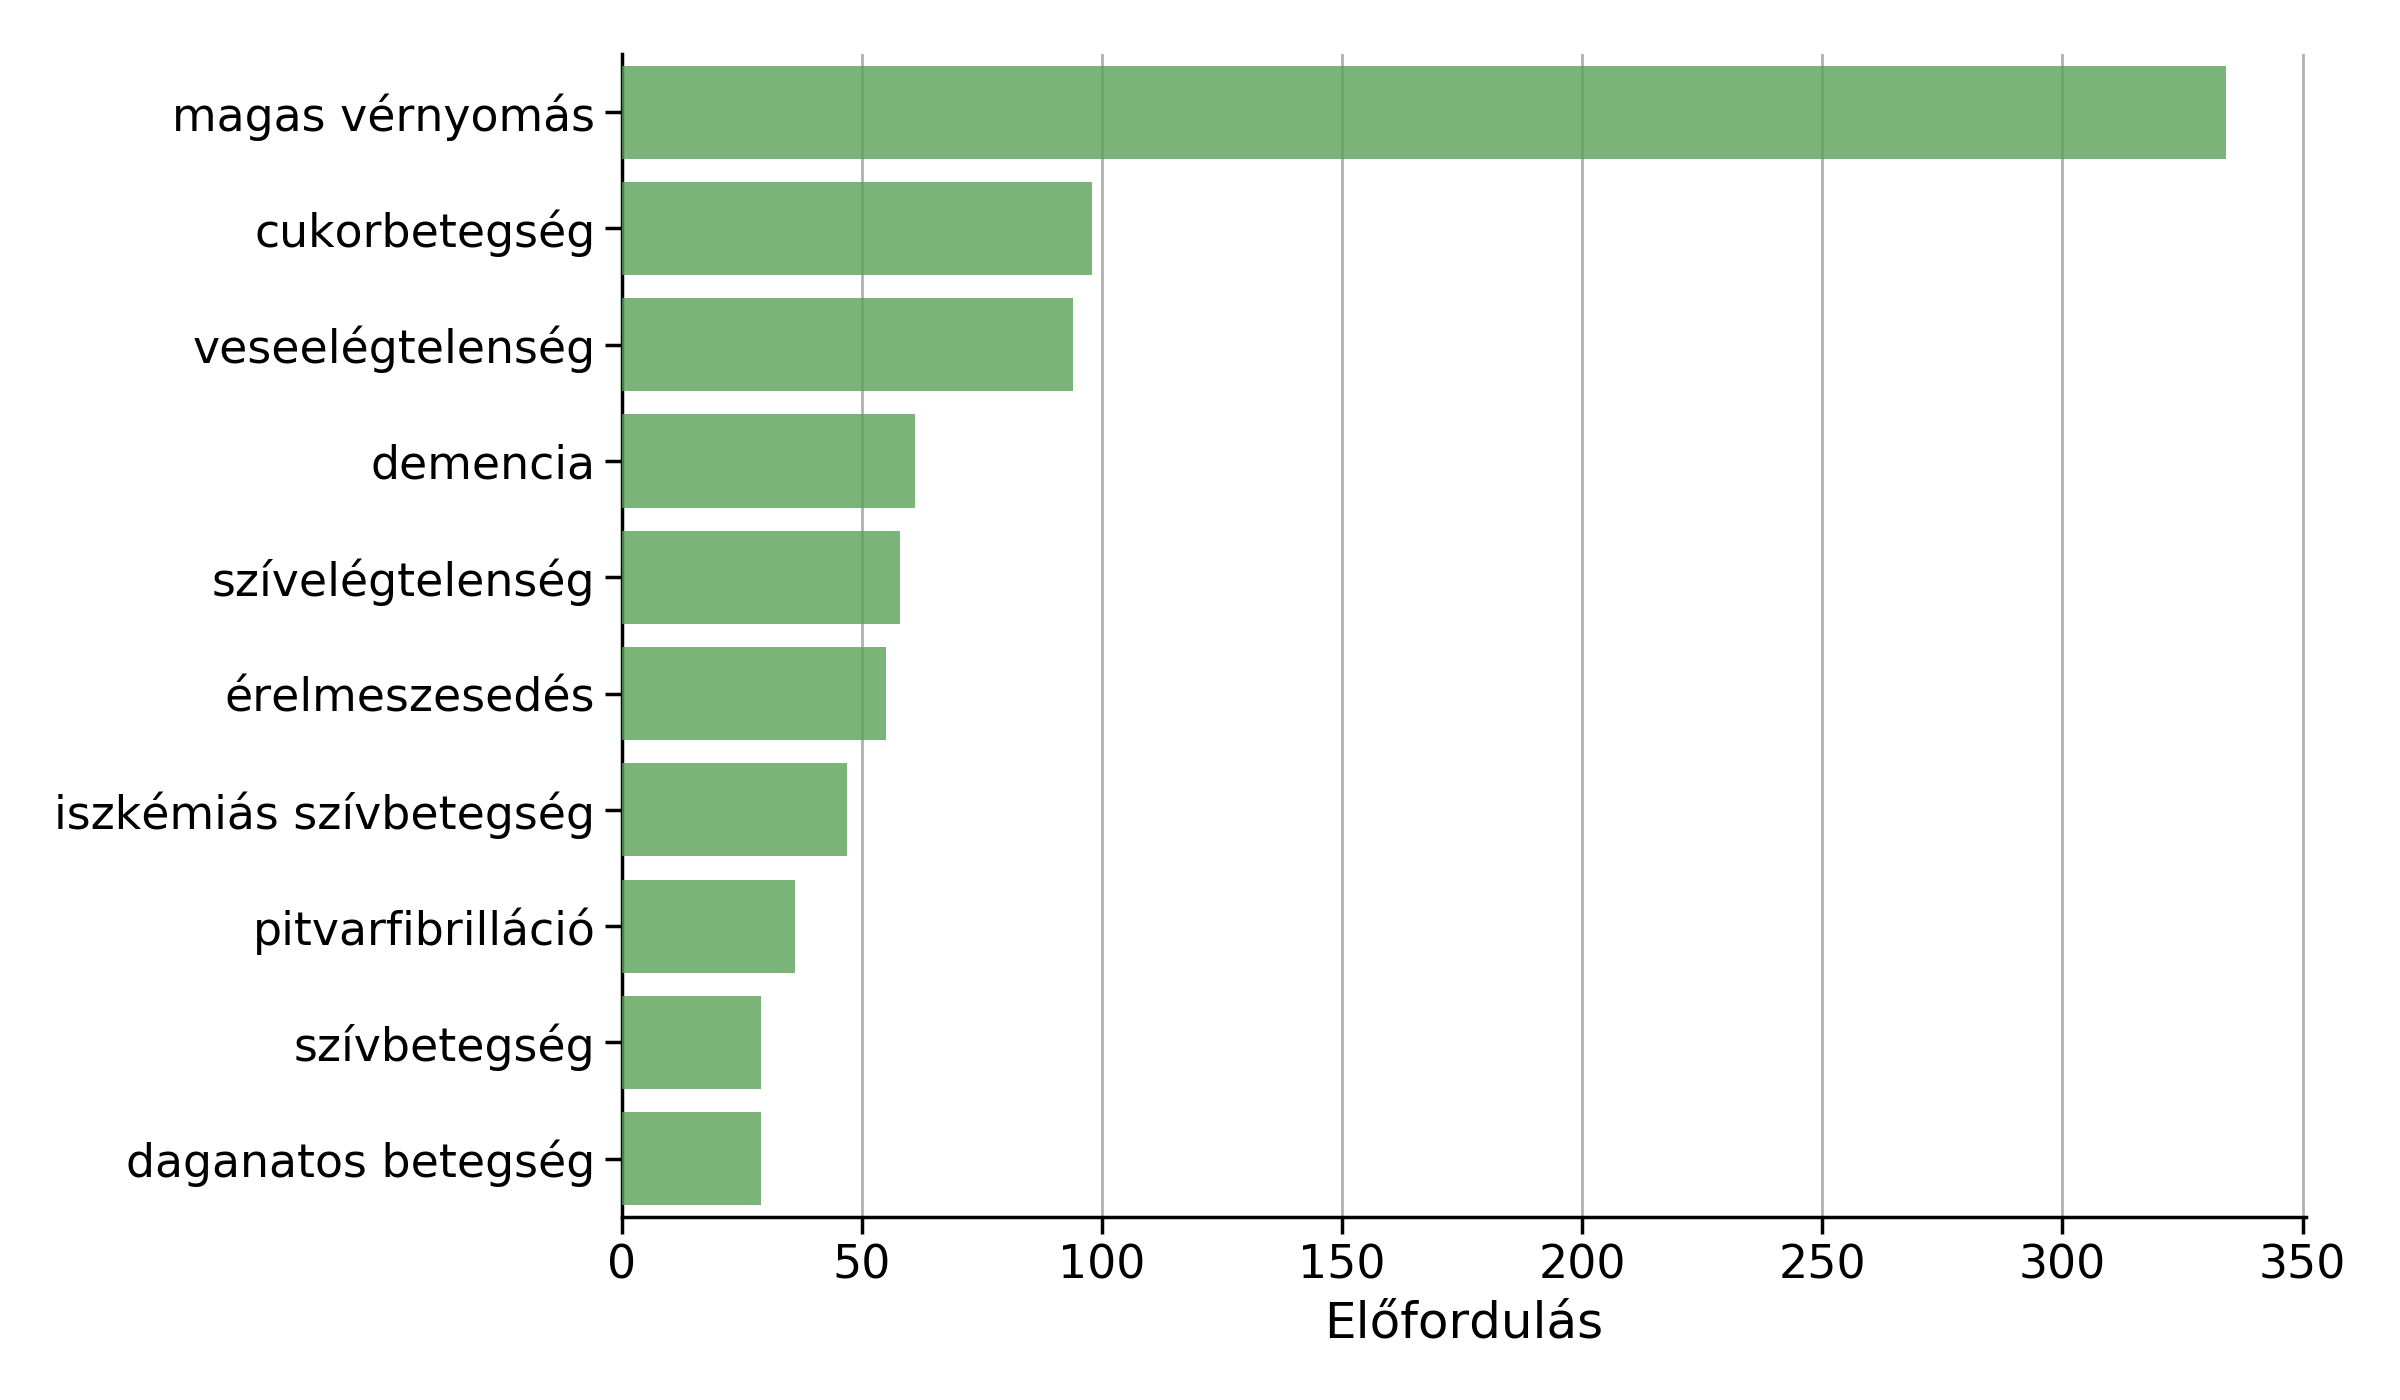 magas vérnyomás
cukorbetegség
veseelégtelenség
demencia
szívelégtelenség
érelmeszesedés
iszkémiás szívbetegség
pitvarfibrilláció
szívbetegség
daganatos betegség
0 50 100 150 200 250 300 350
Előfordulás